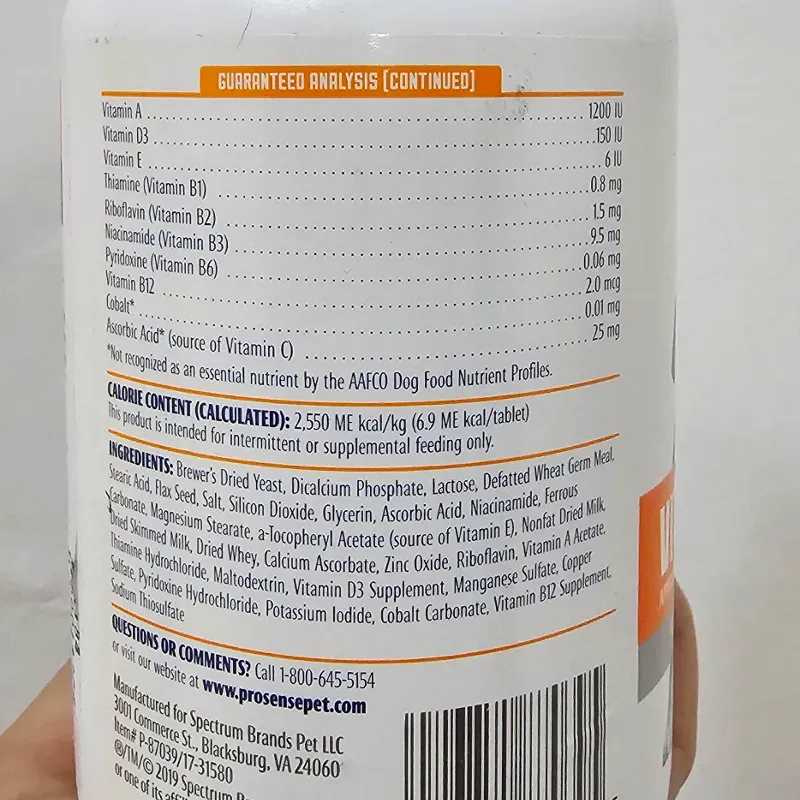 GUARANTEED ANALYSIS (CONTINUED)
Vitamin A 1200 IU
Vitamin D3 150 IU
Vitamin E 6 IU
Thiamine (Vitamin B1) 0.8 mg
Riboflavin (Vitamin B2) 1.5 mg
Niacinamide (Vitamin B3) 9.5 mg
Pyridoxine (Vitamin B6) 0.06 mg
Vitamin B12 2.0 mcg
Cobalt* 0.01 mg
Ascorbic Acid* (source of Vitamin C) 25 mg
*Not recognized as an essential nutrient by the AAFCO Dog Food Nutrient Profiles.
CALORIE CONTENT (CALCULATED): 2,550 ME kcal/kg (6.9 ME kcal/tablet)
This product is intended for intermittent or supplemental feeding only.
INGREDIENTS: Brewer's Dried Yeast, Dicalcium Phosphate, Lactose, Defatted Wheat Germ Meal,
Stearic Acid, Flax Seed, Salt, Silicon Dioxide, Glycerin, Ascorbic Acid, Niacinamide, Ferrous
Carbonate, Magnesium Stearate, a-Tocopheryl Acetate (source of Vitamin E), Nonfat Dried Milk,
Dried Skimmed Milk, Dried Whey, Calcium Ascorbate, Zinc Oxide, Riboflavin, Vitamin A Acetate,
Thiamine Hydrochloride, Maltodextrin, Vitamin D3 Supplement, Manganese Sulfate, Copper
Sulfate, Pyridoxine Hydrochloride, Potassium Iodide, Cobalt Carbonate, Vitamin B12 Supplement,
Sodium Thiosulfate
QUESTIONS OR COMMENTS? Call 1-800-645-5154
or visit our website at www.prosensepet.com
Manufactured for Spectrum Brands Pet LLC
3001 Commerce St., Blacksburg, VA 24060
Item# P-87039/17-31580
®/TM/© 2019 Spectrum
or one of its